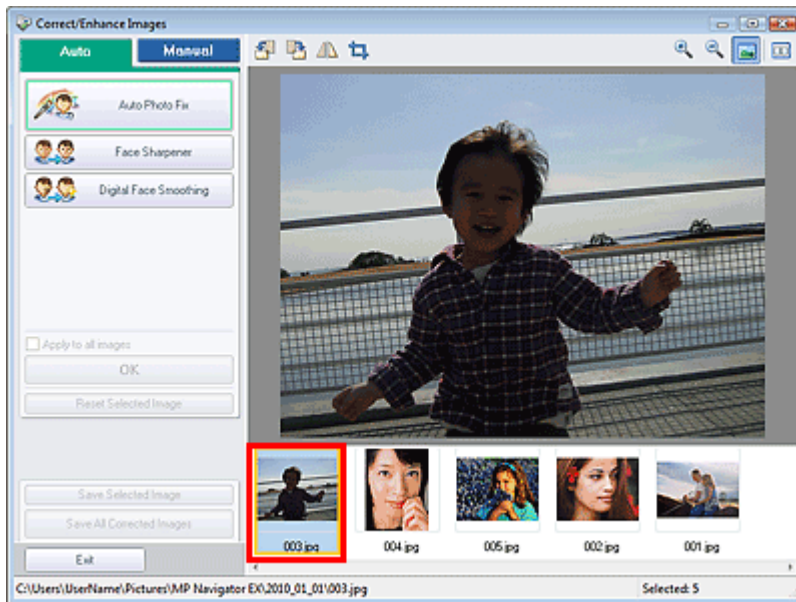 Correct/Enhance Images
Auto Manual
Auto Photo Fix
Face Sharpener
Digital Face Smoothing
Apply to all images
OK
Reset Selected Image
Save Selected Image
Save All Corrected Images
Exit
003.jpg 004.jpg 005.jpg 002.jpg 001.jpg
C:\Users\UserName\Pictures\MP Navigator EX\2010_01_01\003.jpg Selected: 5